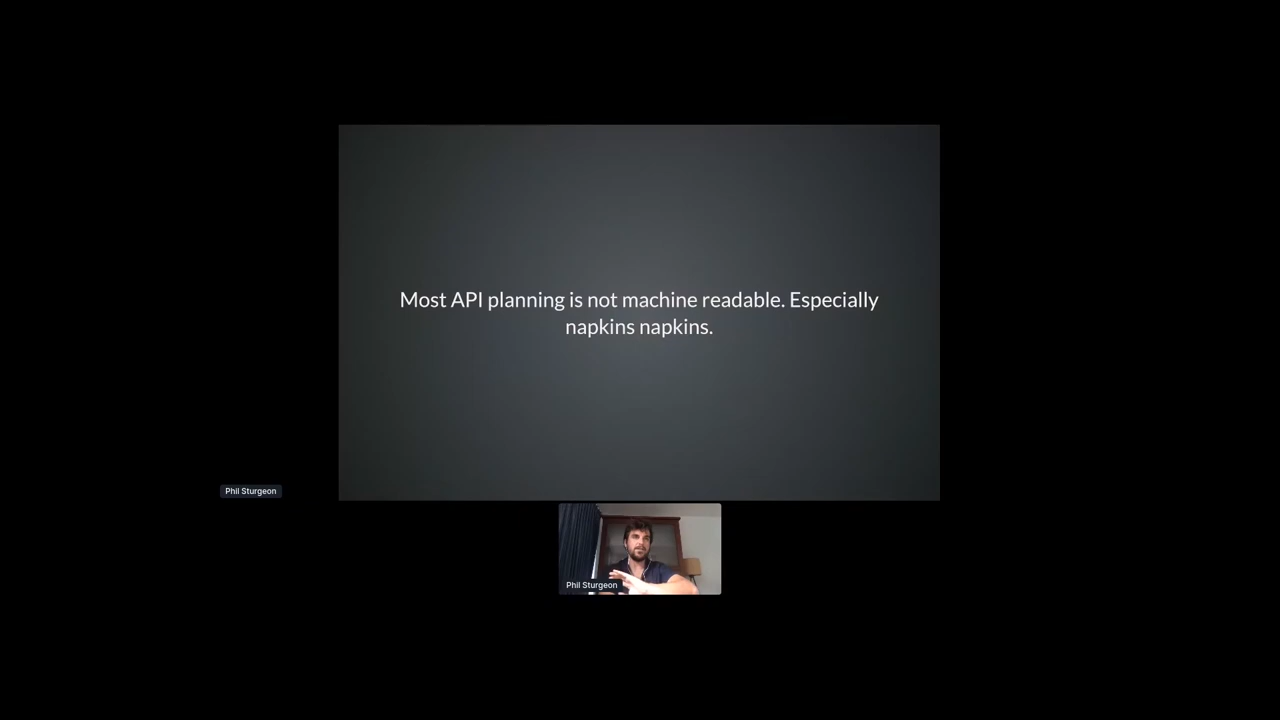 Most API planning is not machine readable. Especially
napkins napkins.
Phil Sturgeon
Phil Sturgeon